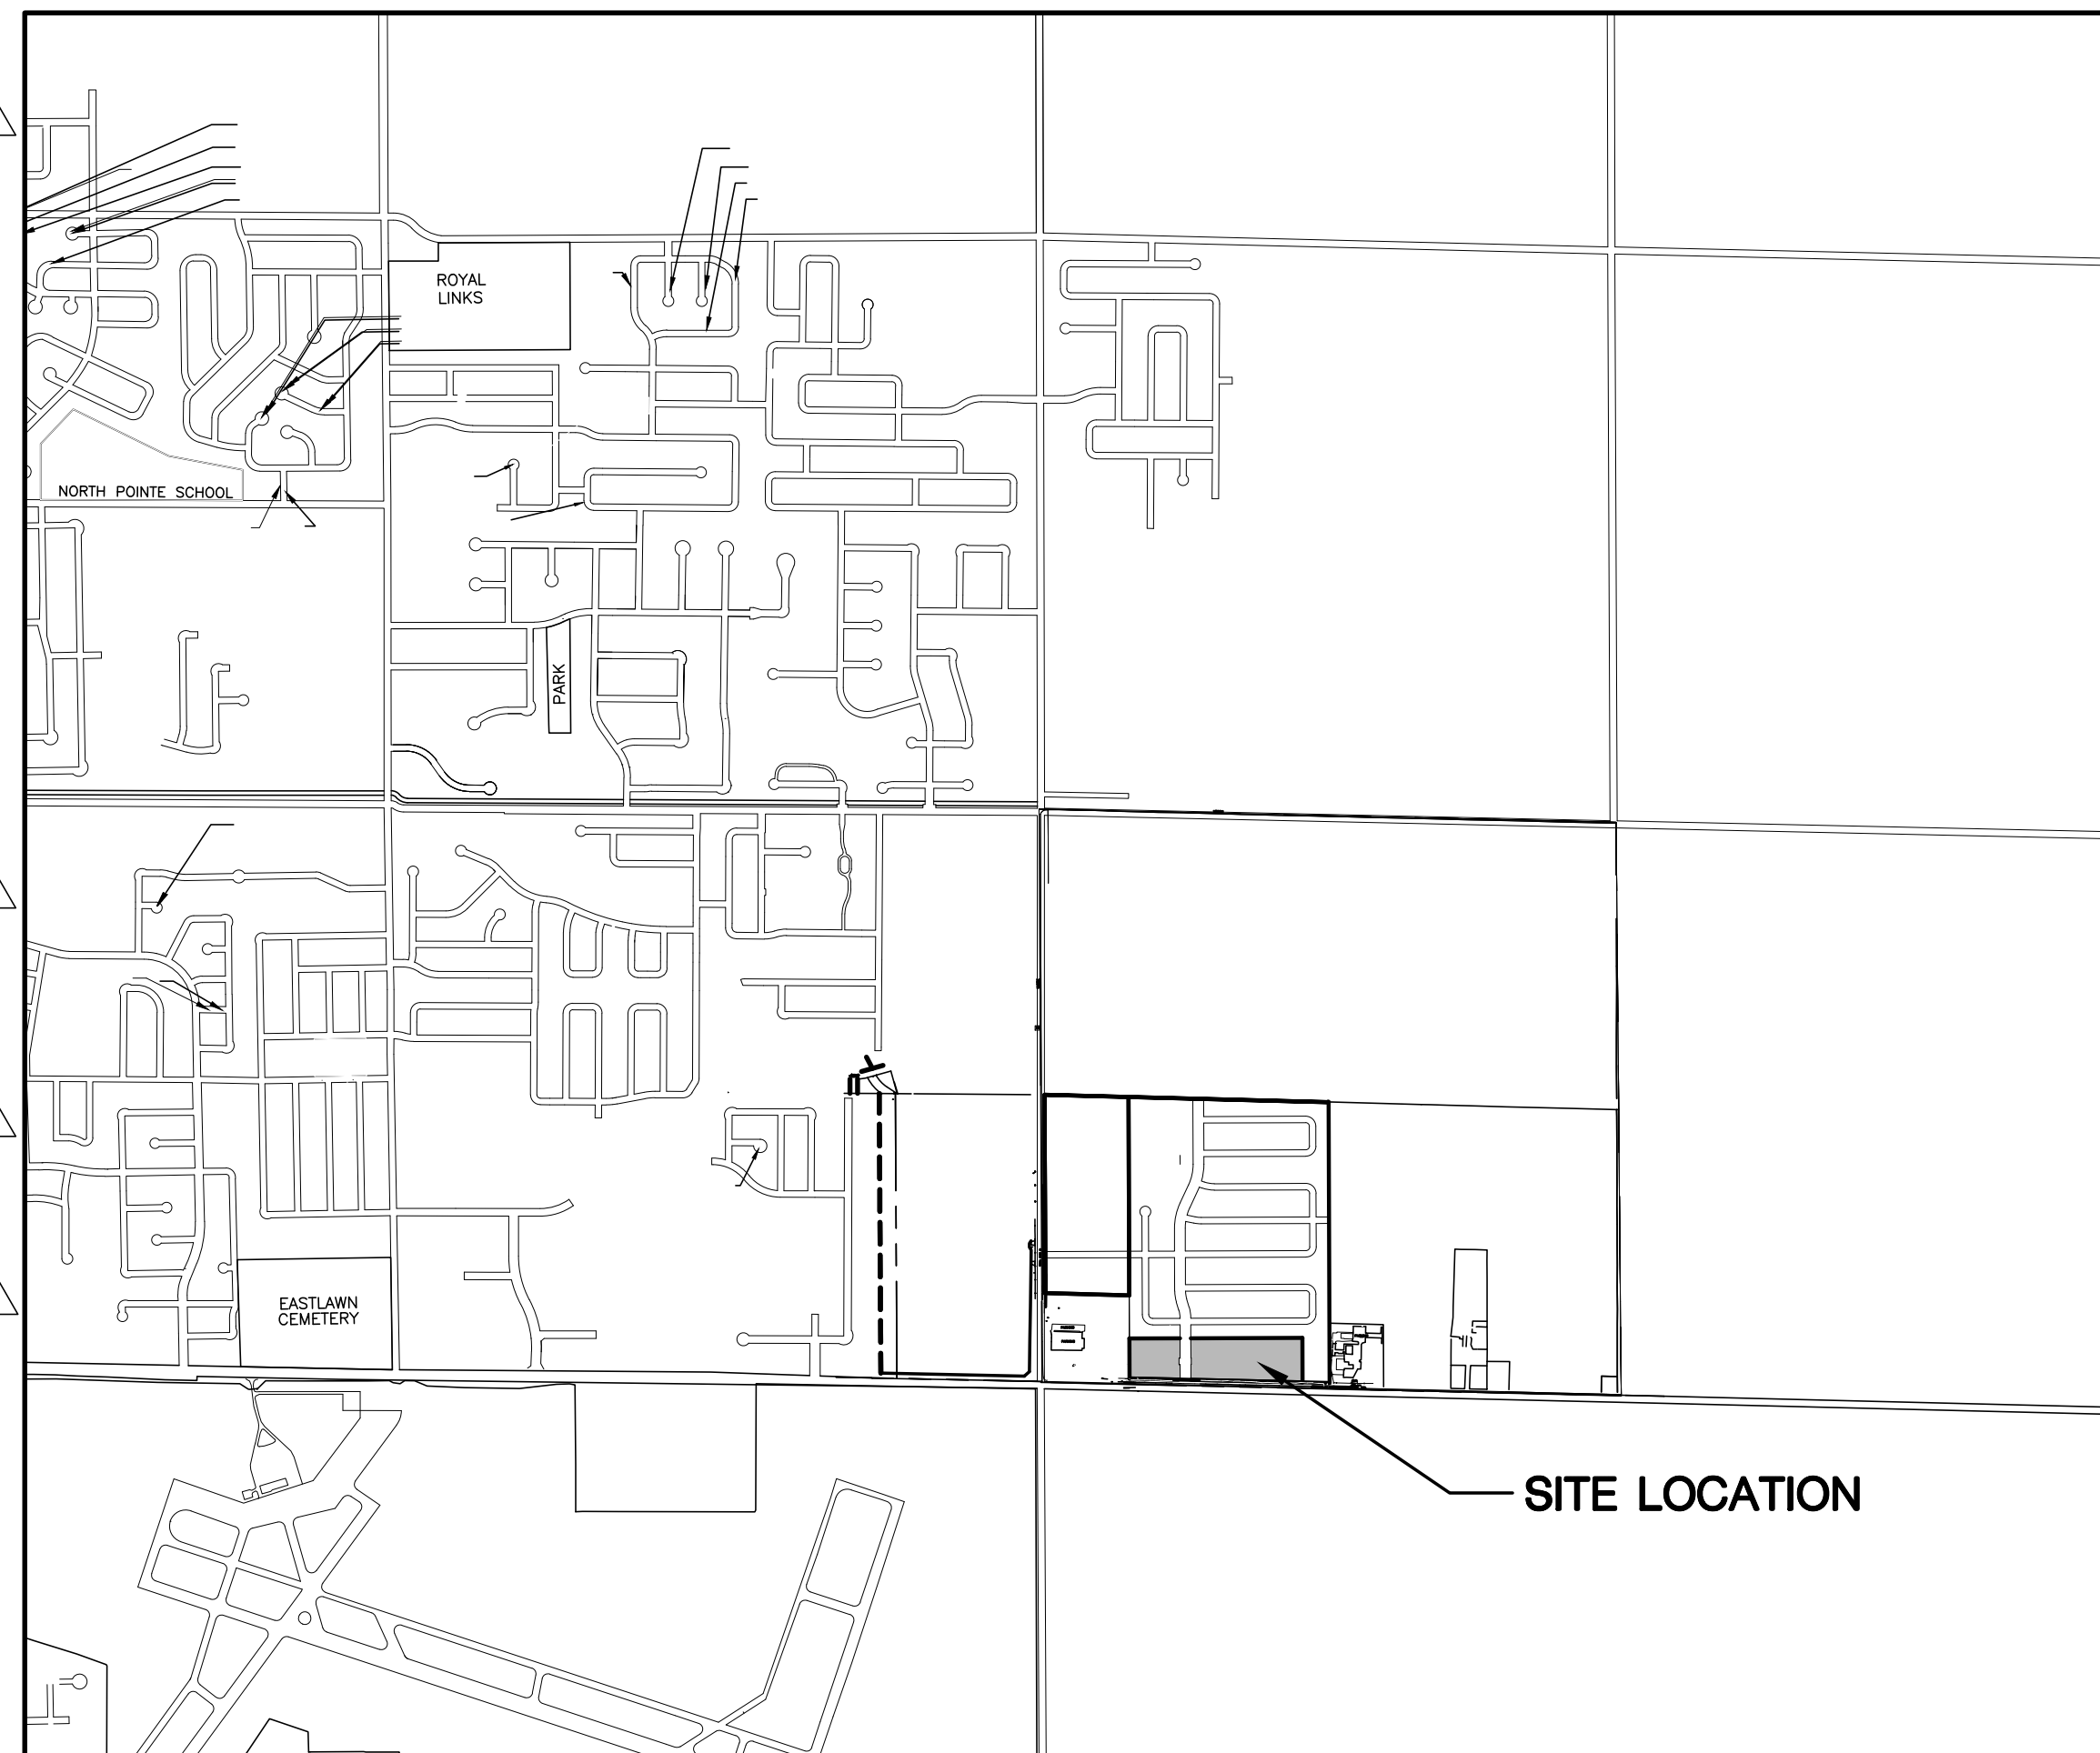 ROYAL
LINKS
NORTH POINTE SCHOOL
PARK
EASTLAWN
CEMETERY
SITE LOCATION